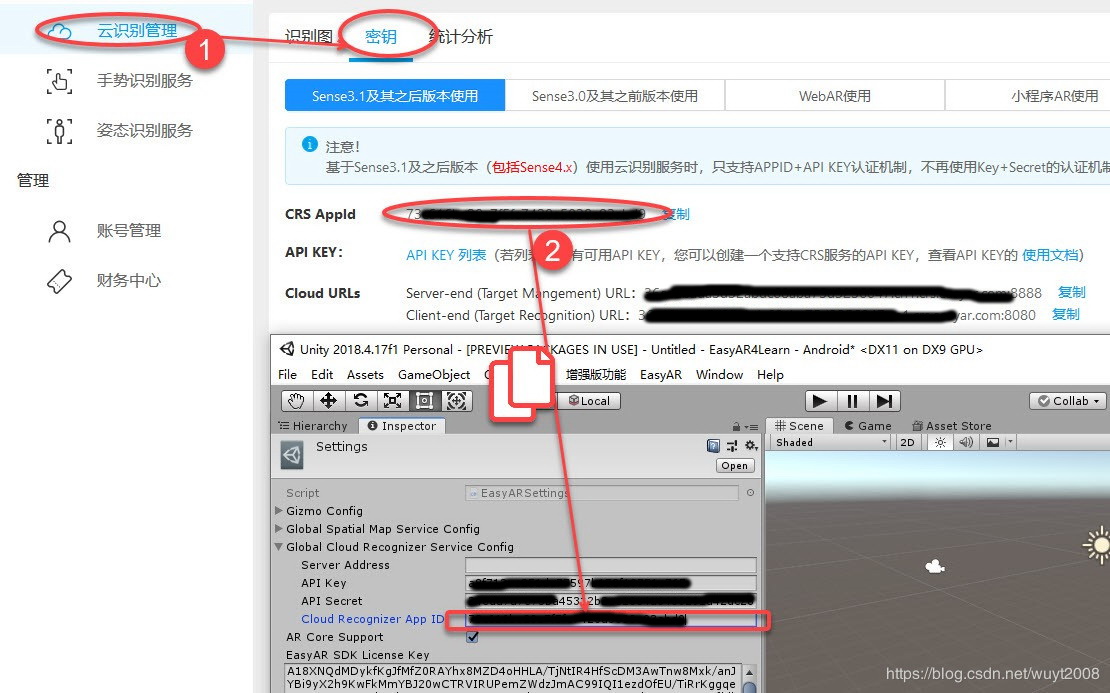 云识别管理
1
手势识别服务
姿态识别服务
管理
账号管理
财务中心
识别图 密钥 统计分析
Sense3.1及其之后版本使用 Sense3.0及其之前版本使用 WebAR使用 小程序AR使用
注意！
基于Sense3.1及之后版本（包括Sense4.x）使用云识别服务时，只支持APPID+API KEY认证机制，不再使用Key+Secret的认证机制
CRS AppId 复制
2
API KEY： API KEY 列表（若列 有可用API KEY，您可以创建一个支持CRS服务的API KEY，查看API KEY的 使用文档）
Cloud URLs Server-end (Target Mangement) URL： :8888 复制
Client-end (Target Recognition) URL： yar.com:8080 复制
Unity 2018.4.17f1 Personal - [PREVIEW PACKAGES IN USE] - Untitled - EasyAR4Learn - Android* <DX11 on DX9 GPU>
File Edit Assets GameObject 增强版功能 EasyAR Window Help
Local Collab
Hierarchy Inspector Scene Game Asset Store
Settings Shaded 2D
Open
Script EasyARSettings
Gizmo Config
Global Spatial Map Service Config
Global Cloud Recognizer Service Config
Server Address
API Key
API Secret
Cloud Recognizer App ID
AR Core Support
EasyAR SDK License Key
A18XNQdMDykfKgJfMfZ0RAYhx8MZD4oHHLA/TjNtIR4HfScDM3AwTnw8Mxk/anJ
YBi9yX2h9KwFkMmYBJ20wCTRVIRUPemZWdzJmAC99IQI1ezdOfEU/TiRrKggqe
https://blog.csdn.net/wuyt2008